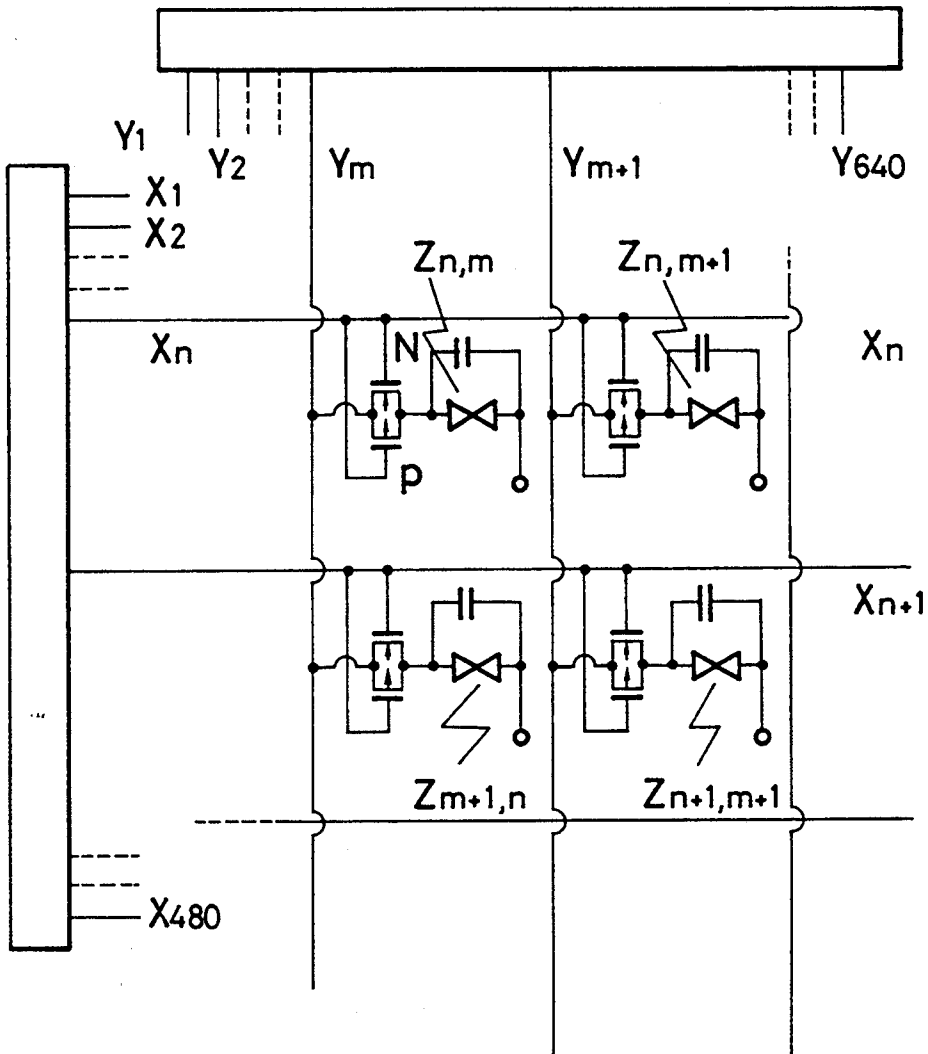 Y1
Y2
Ym
Ym+1
Y640
X1
X2
Zn,m
Zn,m+1
Xn
N
Xn
p
Xn+1
Zm+1,n
Zn+1,m+1
X480